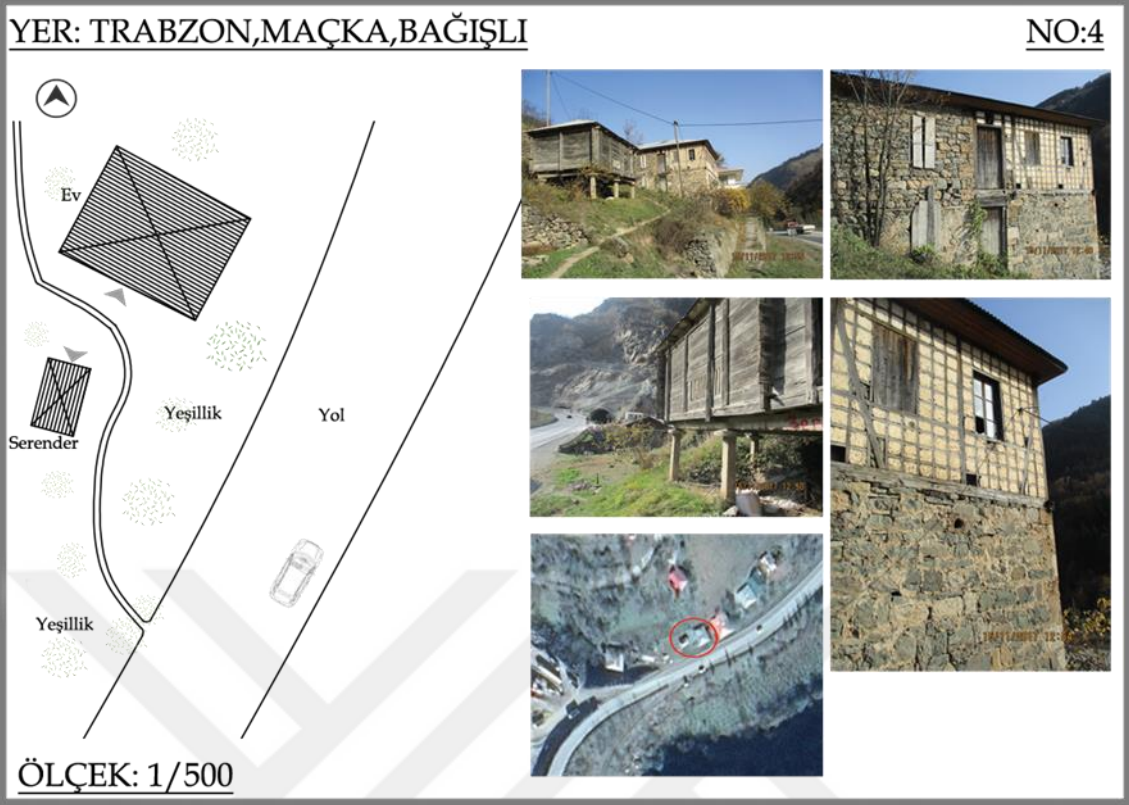 YER: TRABZON,MAÇKA,BAĞIŞLI
NO:4
Ev
Yeşillik
Yol
Serender
Yeşillik
ÖLÇEK: 1/500